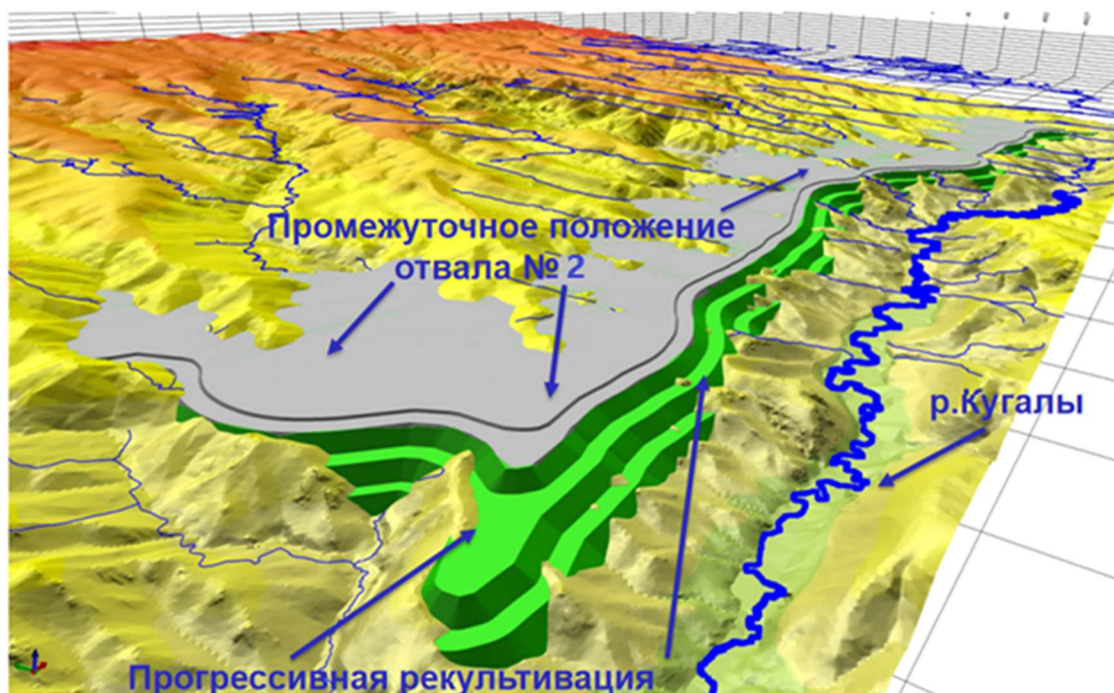 Промежуточное положение
отвала № 2
р.Кугалы
Прогрессивная рекультивация